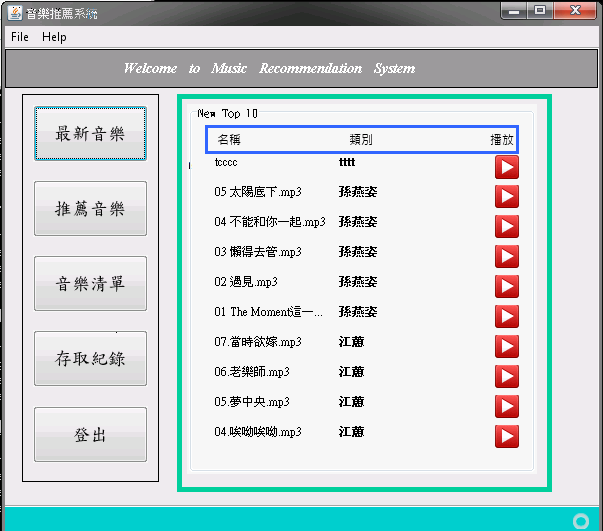 音樂推薦系統
File Help
Welcome to Music Recommendation System
最新音樂
推薦音樂
音樂清單
存取紀錄
登出
New Top 10
名稱 類別 播放
tcccc tttt
05 太陽底下.mp3 孫燕姿
04 不能和你一起.mp3 孫燕姿
03 懶得去管.mp3 孫燕姿
02 遇見.mp3 孫燕姿
01 The Moment這一... 孫燕姿
07.當時欲嫁.mp3 江蕙
06.老樂師.mp3 江蕙
05.夢中央.mp3 江蕙
04.唉呦唉呦.mp3 江蕙